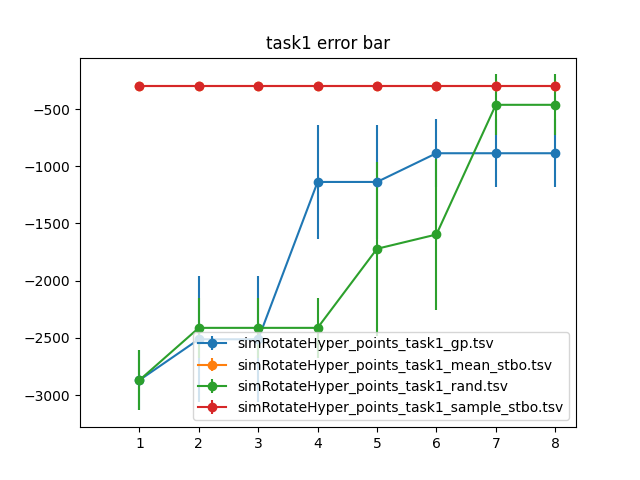 task1 error bar
−500
−1000
−1500
−2000
−2500
−3000
simRotateHyper_points_task1_gp.tsv
simRotateHyper_points_task1_mean_stbo.tsv
simRotateHyper_points_task1_rand.tsv
simRotateHyper_points_task1_sample_stbo.tsv
1 2 3 4 5 6 7 8